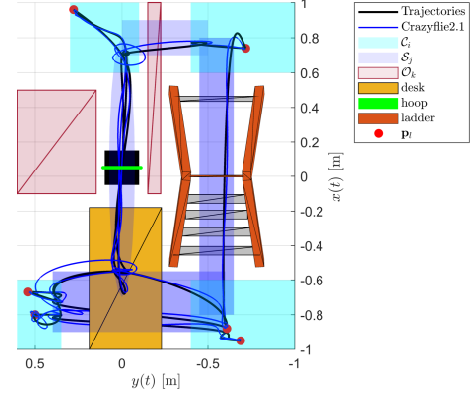 Trajectories
Crazyflie2.1
𝒞ᵢ
𝒮ⱼ
𝒪ₖ
desk
hoop
ladder
pₗ
1
0.8
0.6
0.4
0.2
0
-0.2
-0.4
-0.6
-0.8
-1
x(t) [m]
0.5
0
-0.5
-1
y(t) [m]